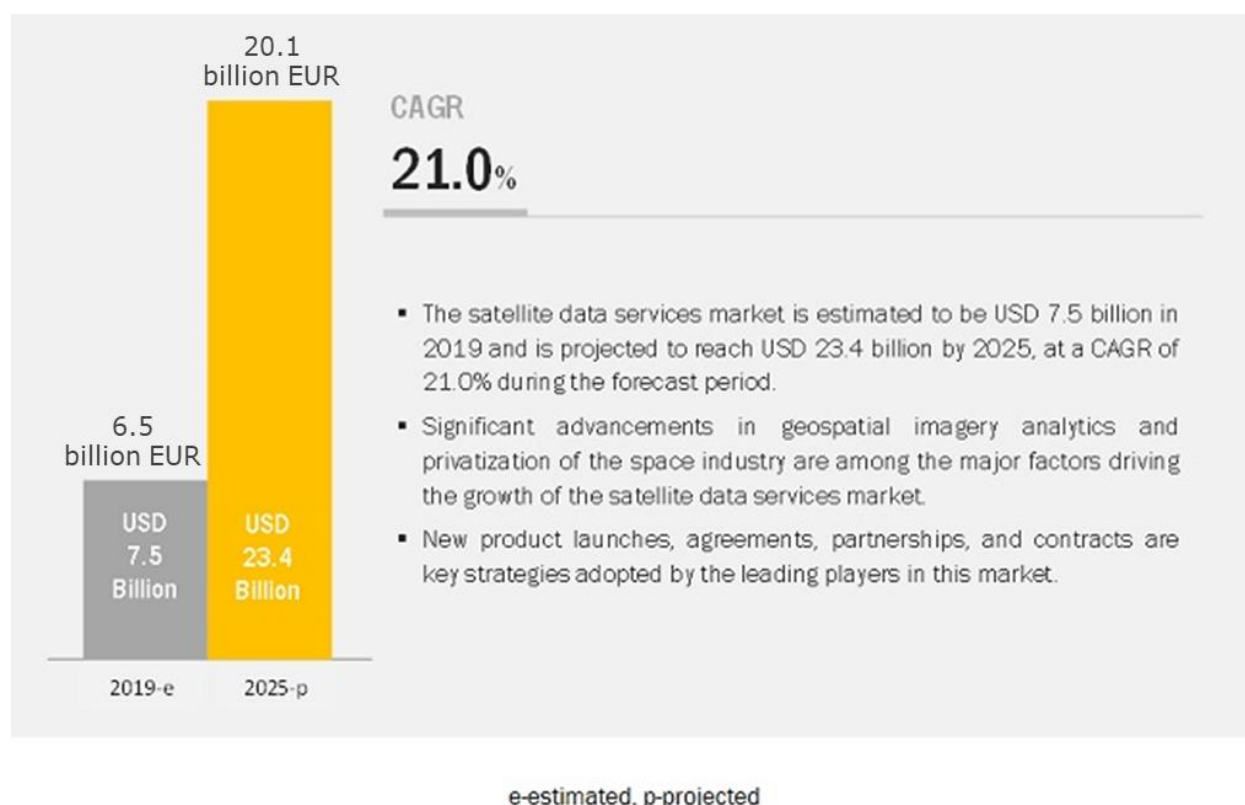 20.1
billion EUR
6.5
billion EUR
USD
7.5
Billion
USD
23.4
Billion
2019-e
2025-p
CAGR
21.0%
▪ The satellite data services market is estimated to be USD 7.5 billion in
2019 and is projected to reach USD 23.4 billion by 2025, at a CAGR of
21.0% during the forecast period.
▪ Significant advancements in geospatial imagery analytics and
privatization of the space industry are among the major factors driving
the growth of the satellite data services market.
▪ New product launches, agreements, partnerships, and contracts are
key strategies adopted by the leading players in this market.
e-estimated, p-projected